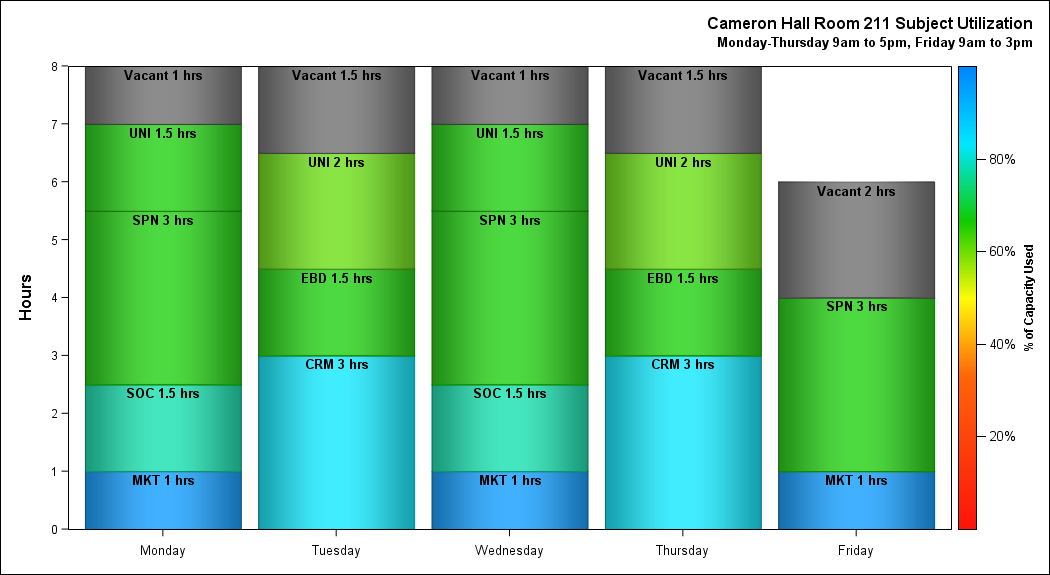 Cameron Hall Room 211 Subject Utilization
Monday-Thursday 9am to 5pm, Friday 9am to 3pm
Hours
8
7
6
5
4
3
2
1
0
Vacant 1 hrs
UNI 1.5 hrs
SPN 3 hrs
SOC 1.5 hrs
MKT 1 hrs
Monday
Vacant 1.5 hrs
UNI 2 hrs
EBD 1.5 hrs
CRM 3 hrs
Tuesday
Vacant 1 hrs
UNI 1.5 hrs
SPN 3 hrs
SOC 1.5 hrs
MKT 1 hrs
Wednesday
Vacant 1.5 hrs
UNI 2 hrs
EBD 1.5 hrs
CRM 3 hrs
Thursday
Vacant 2 hrs
SPN 3 hrs
MKT 1 hrs
Friday
80%
60%
40%
20%
% of Capacity Used